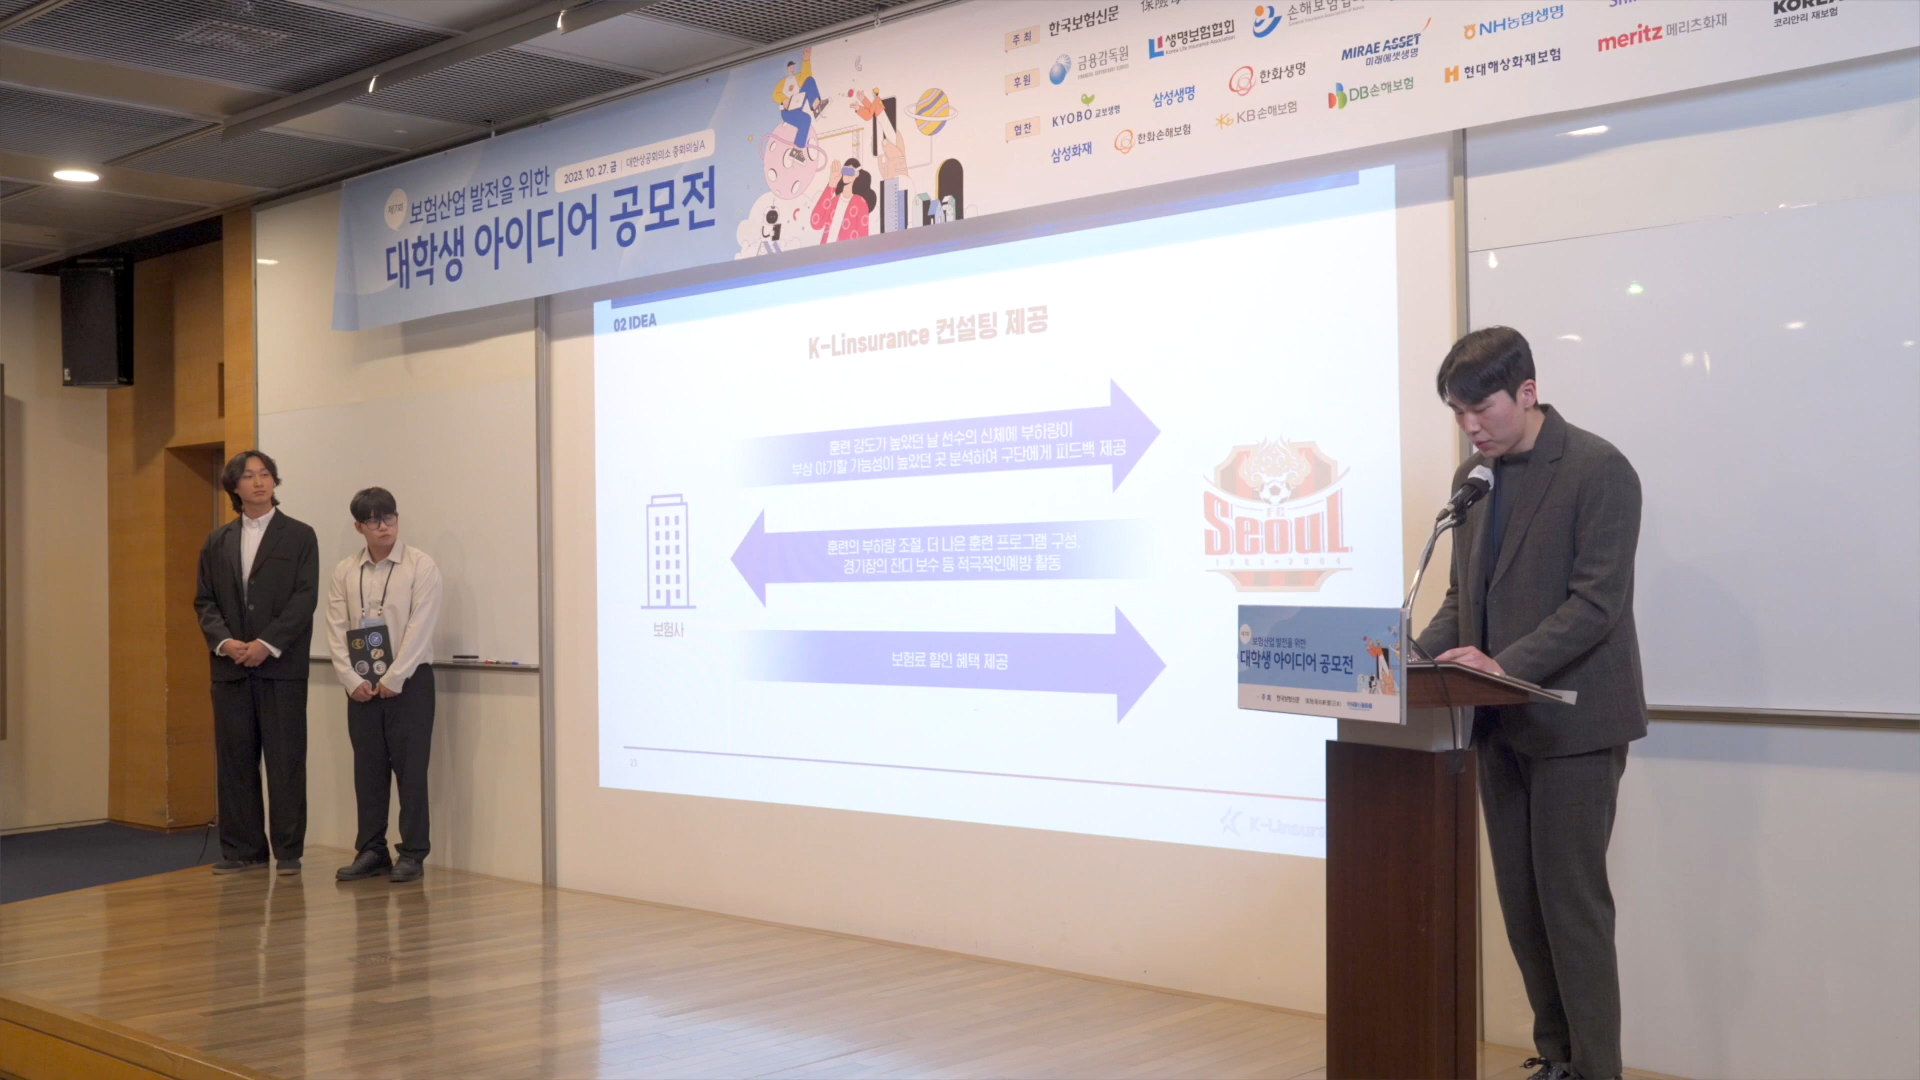 제7회
보험산업 발전을 위한
2023. 10. 27. 금 | 대한상공회의소 중회의실A
대학생 아이디어 공모전
주 최
한국보험신문
후 원
금융감독원
생명보험협회
손해보험협회
협 찬
KYOBO 교보생명
삼성생명
한화생명
MIRAE ASSET
미래에셋생명
NH농협생명
삼성화재
한화손해보험
KB손해보험
DB손해보험
현대해상화재보험
meritz 메리츠화재
코리안리 재보험
02 IDEA
K-Linsurance 컨설팅 제공
훈련 강도가 높았던 날 선수의 신체에 부하량이
부상 야기할 가능성이 높았던 곳 분석하여 구단에게 피드백 제공
훈련의 부하량 조절, 더 나은 훈련 프로그램 구성,
경기장의 잔디 보수 등 적극적인예방 활동
보험료 할인 혜택 제공
보험사
FC
SEOUL
23
보험산업 발전을 위한
대학생 아이디어 공모전
주 최 한국보험신문